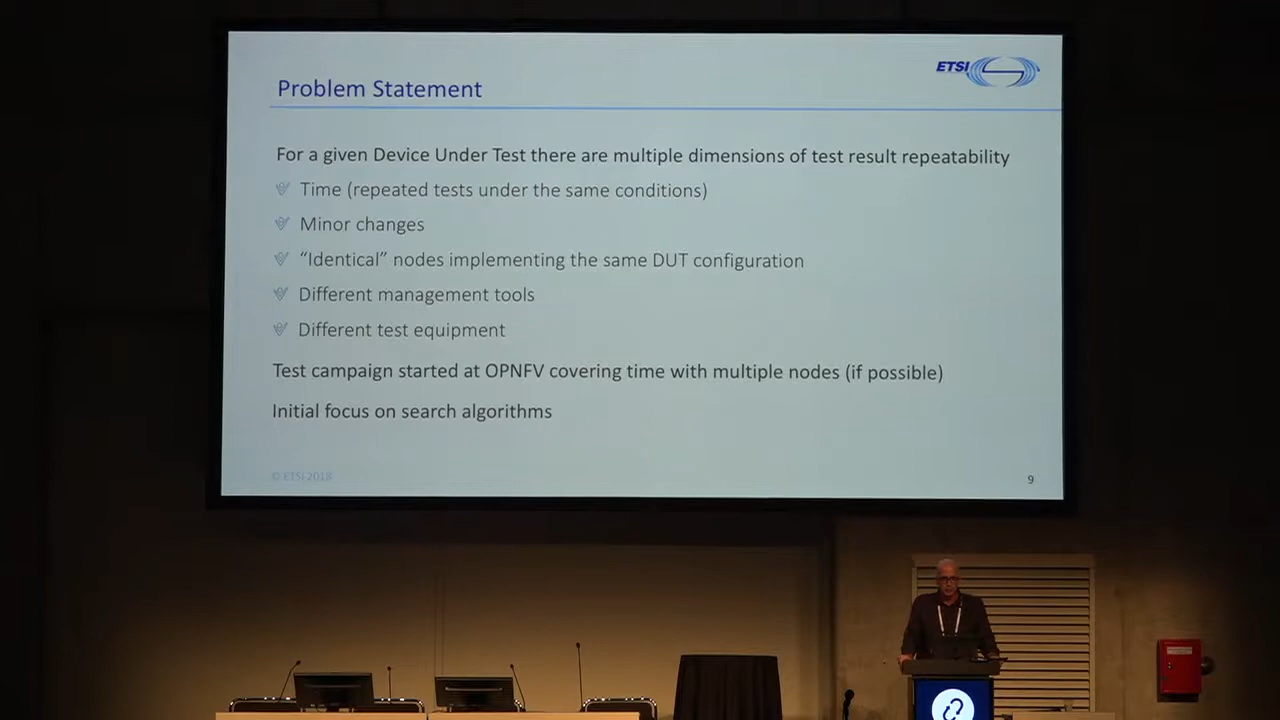 ETSI
Problem Statement
For a given Device Under Test there are multiple dimensions of test result repeatability
Time (repeated tests under the same conditions)
Minor changes
“Identical” nodes implementing the same DUT configuration
Different management tools
Different test equipment
Test campaign started at OPNFV covering time with multiple nodes (if possible)
Initial focus on search algorithms
© ETSI 2018
9